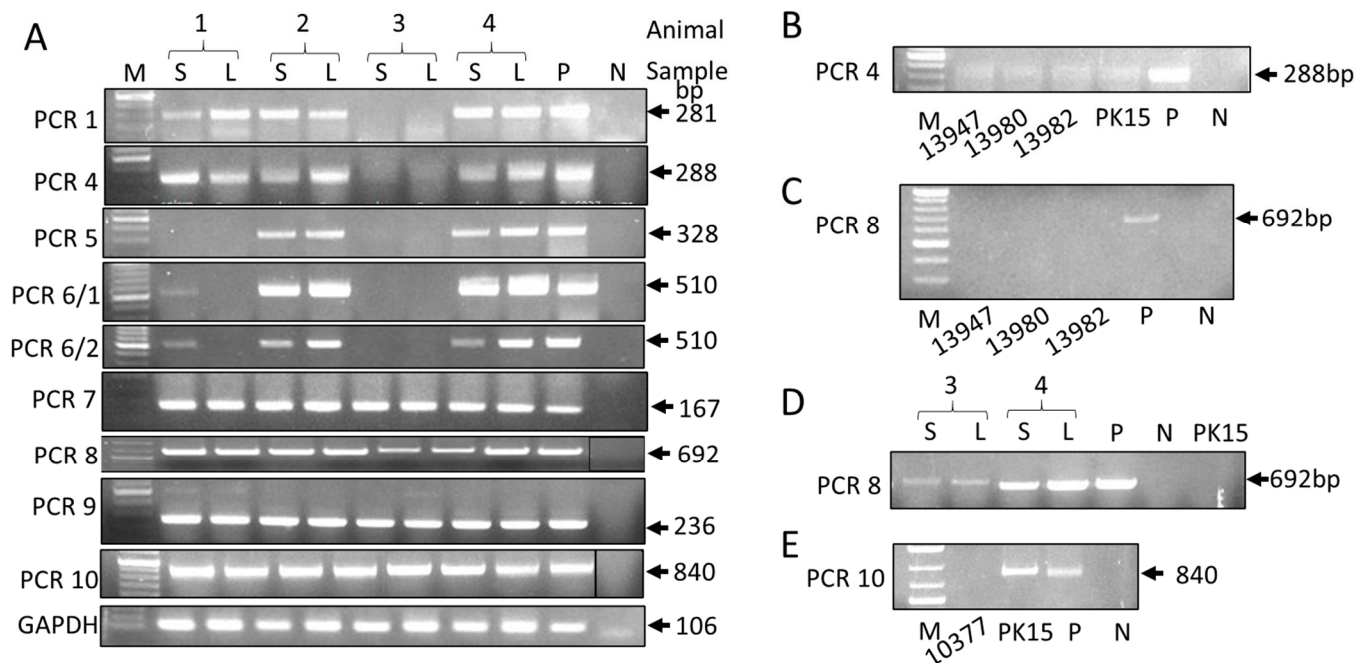 A
1 2 3 4 Animal
M S L S L S L S L P N Sample
bp
PCR 1 281
PCR 4 288
PCR 5 328
PCR 6/1 510
PCR 6/2 510
PCR 7 167
PCR 8 692
PCR 9 236
PCR 10 840
GAPDH 106
B
PCR 4 288bp
M 13947 13980 13982 PK15 P N
C
PCR 8 692bp
M 13947 13980 13982 P N
D
3 4
S L S L P N PK15
PCR 8 692bp
E
PCR 10 840
M 10377 PK15 P N